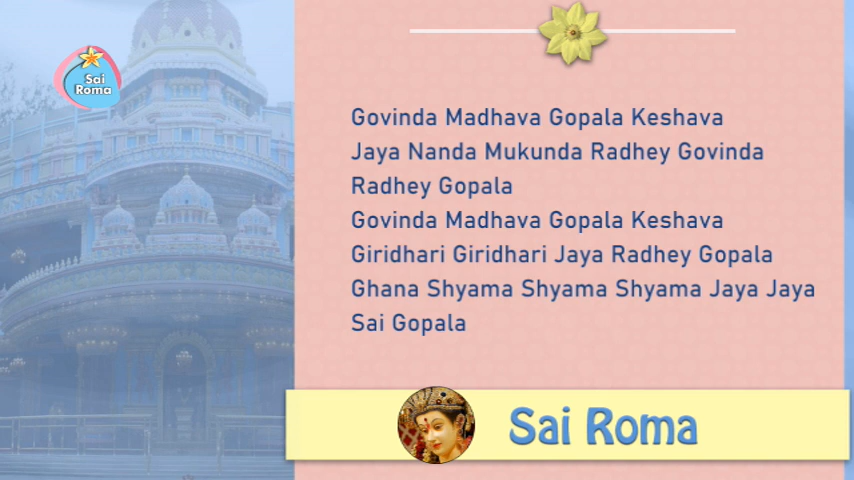 Sai
Roma
Govinda Madhava Gopala Keshava
Jaya Nanda Mukunda Radhey Govinda
Radhey Gopala
Govinda Madhava Gopala Keshava
Giridhari Giridhari Jaya Radhey Gopala
Ghana Shyama Shyama Shyama Jaya Jaya
Sai Gopala
Sai Roma